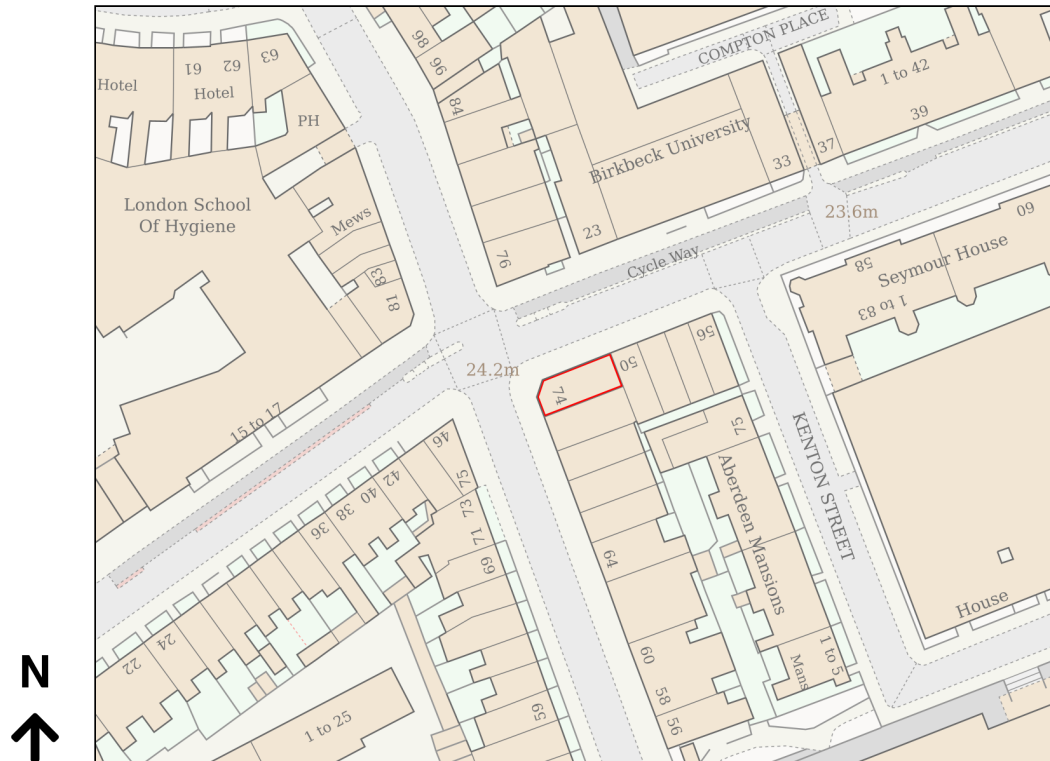 COMPTON PLACE
98
96
84
63
62
61
Hotel
Hotel
PH
1 to 42
39
37
33
Birkbeck University
23
76
London School
Of Hygiene
Mews
83
81
23.6m
Cycle Way
60
58
Seymour House
1 to 83
24.2m
56
50
74
15 to 17
46
42
40
38
36
24
22
75
73
71
69
75
KENTON STREET
Aberdeen Mansions
64
60
58
56
59
1 to 5
Mans
House
1 to 25
N